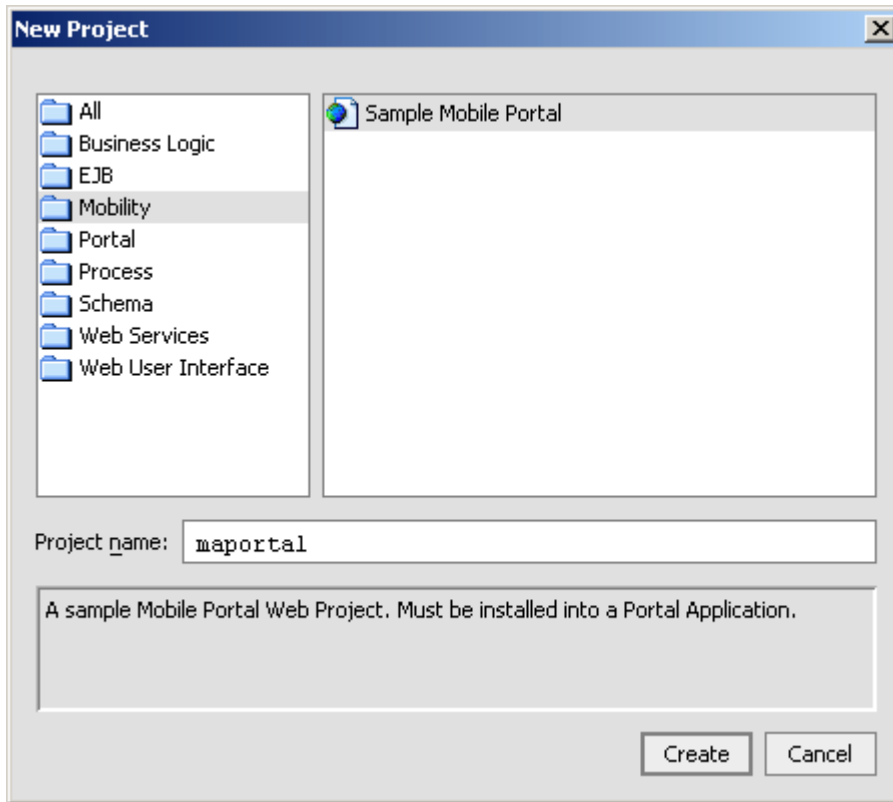 New Project
All
Business Logic
EJB
Mobility
Portal
Process
Schema
Web Services
Web User Interface
Sample Mobile Portal
Project name: maportal
A sample Mobile Portal Web Project. Must be installed into a Portal Application.
Create Cancel